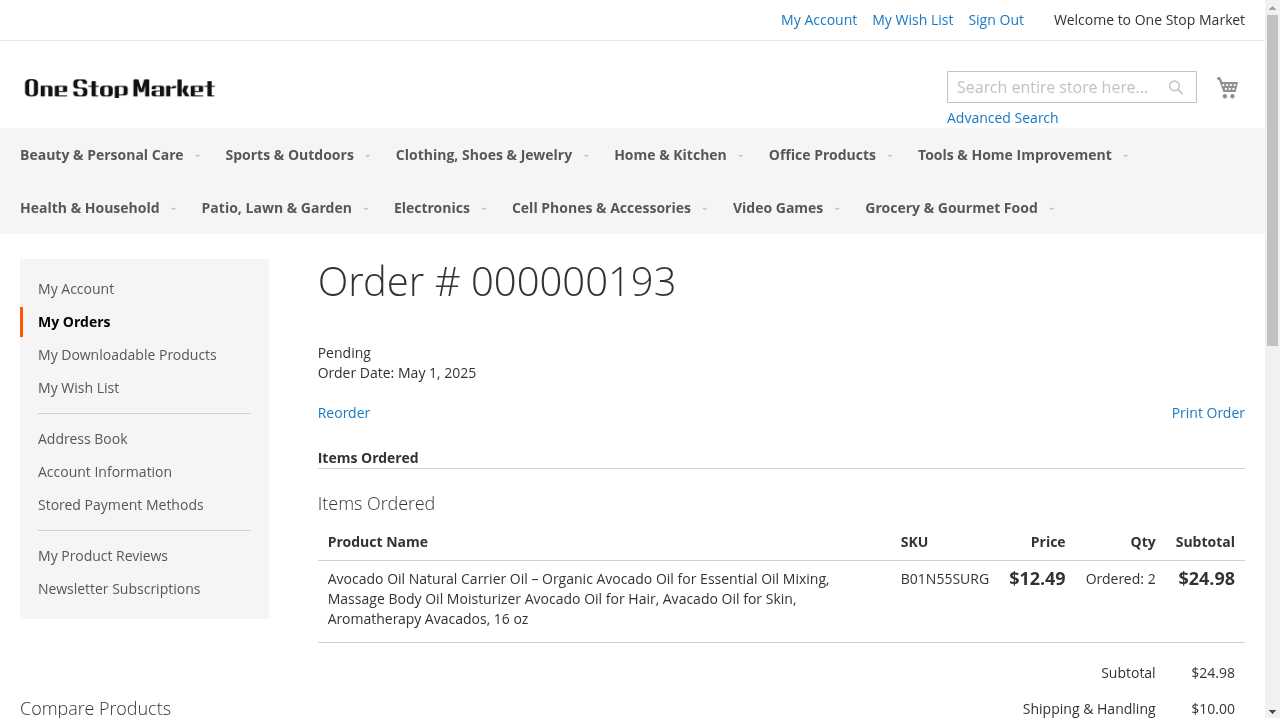 My Account My Wish List Sign Out Welcome to One Stop Market
One Stop Market
Search entire store here...
Advanced Search
Beauty & Personal Care Sports & Outdoors Clothing, Shoes & Jewelry Home & Kitchen Office Products Tools & Home Improvement
Health & Household Patio, Lawn & Garden Electronics Cell Phones & Accessories Video Games Grocery & Gourmet Food
My Account
My Orders
My Downloadable Products
My Wish List
Address Book
Account Information
Stored Payment Methods
My Product Reviews
Newsletter Subscriptions
Compare Products
Order # 000000193
Pending
Order Date: May 1, 2025
Reorder Print Order
Items Ordered
Items Ordered
Product Name SKU Price Qty Subtotal
Avocado Oil Natural Carrier Oil – Organic Avocado Oil for Essential Oil Mixing, B01N55SURG $12.49 Ordered: 2 $24.98
Massage Body Oil Moisturizer Avocado Oil for Hair, Avacado Oil for Skin,
Aromatherapy Avacados, 16 oz
Subtotal $24.98
Shipping & Handling $10.00